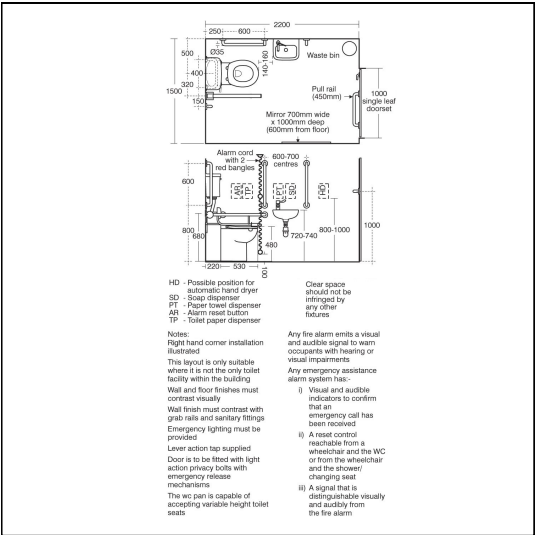 2200
250
600
Ø35
500
400
320
1500
150
140-160
Waste bin
Pull rail
(450mm)
1000
single leaf
doorset
Mirror 700mm wide
x 1000mm deep
(600mm from floor)
Alarm cord
with 2
red bangles
600-700
centres
600
AR
TP
PT
SD
HD
800
680
480
720-740
800-1000
1000
220
530
100
HD - Possible position for
automatic hand dryer
SD - Soap dispenser
PT - Paper towel dispenser
AR - Alarm reset button
TP - Toilet paper dispenser
Clear space
should not be
infringed by
any other
fixtures
Notes:
Right hand corner installation
illustrated
This layout is only suitable
where it is not the only toilet
facility within the building
Wall and floor finishes must
contrast visually
Wall finish must contrast with
grab rails and sanitary fittings
Emergency lighting must be
provided
Lever action tap supplied
Door is to be fitted with light
action privacy bolts with
emergency release
mechanisms
The wc pan is capable of
accepting variable height toilet
seats
Any fire alarm emits a visual
and audible signal to warn
occupants with hearing or
visual impairments
Any emergency assistance
alarm system has:-
i) Visual and audible
indicators to confirm
that an
emergency call has
been received
ii) A reset control
reachable from a
wheelchair and the WC
or from the wheelchair
and the shower/
changing seat
iii) A signal that is
distinguishable visually
and audibly from
the fire alarm